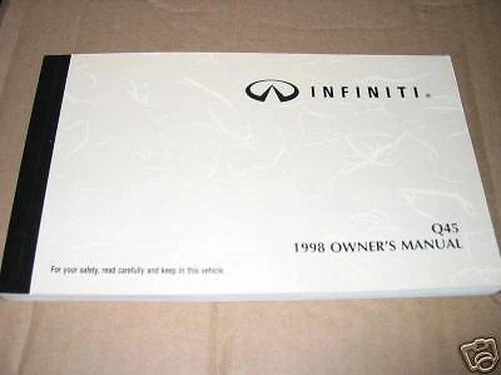 INFINITI®
Q45
1998 OWNER'S MANUAL
For your safety, read carefully and keep in this vehicle.